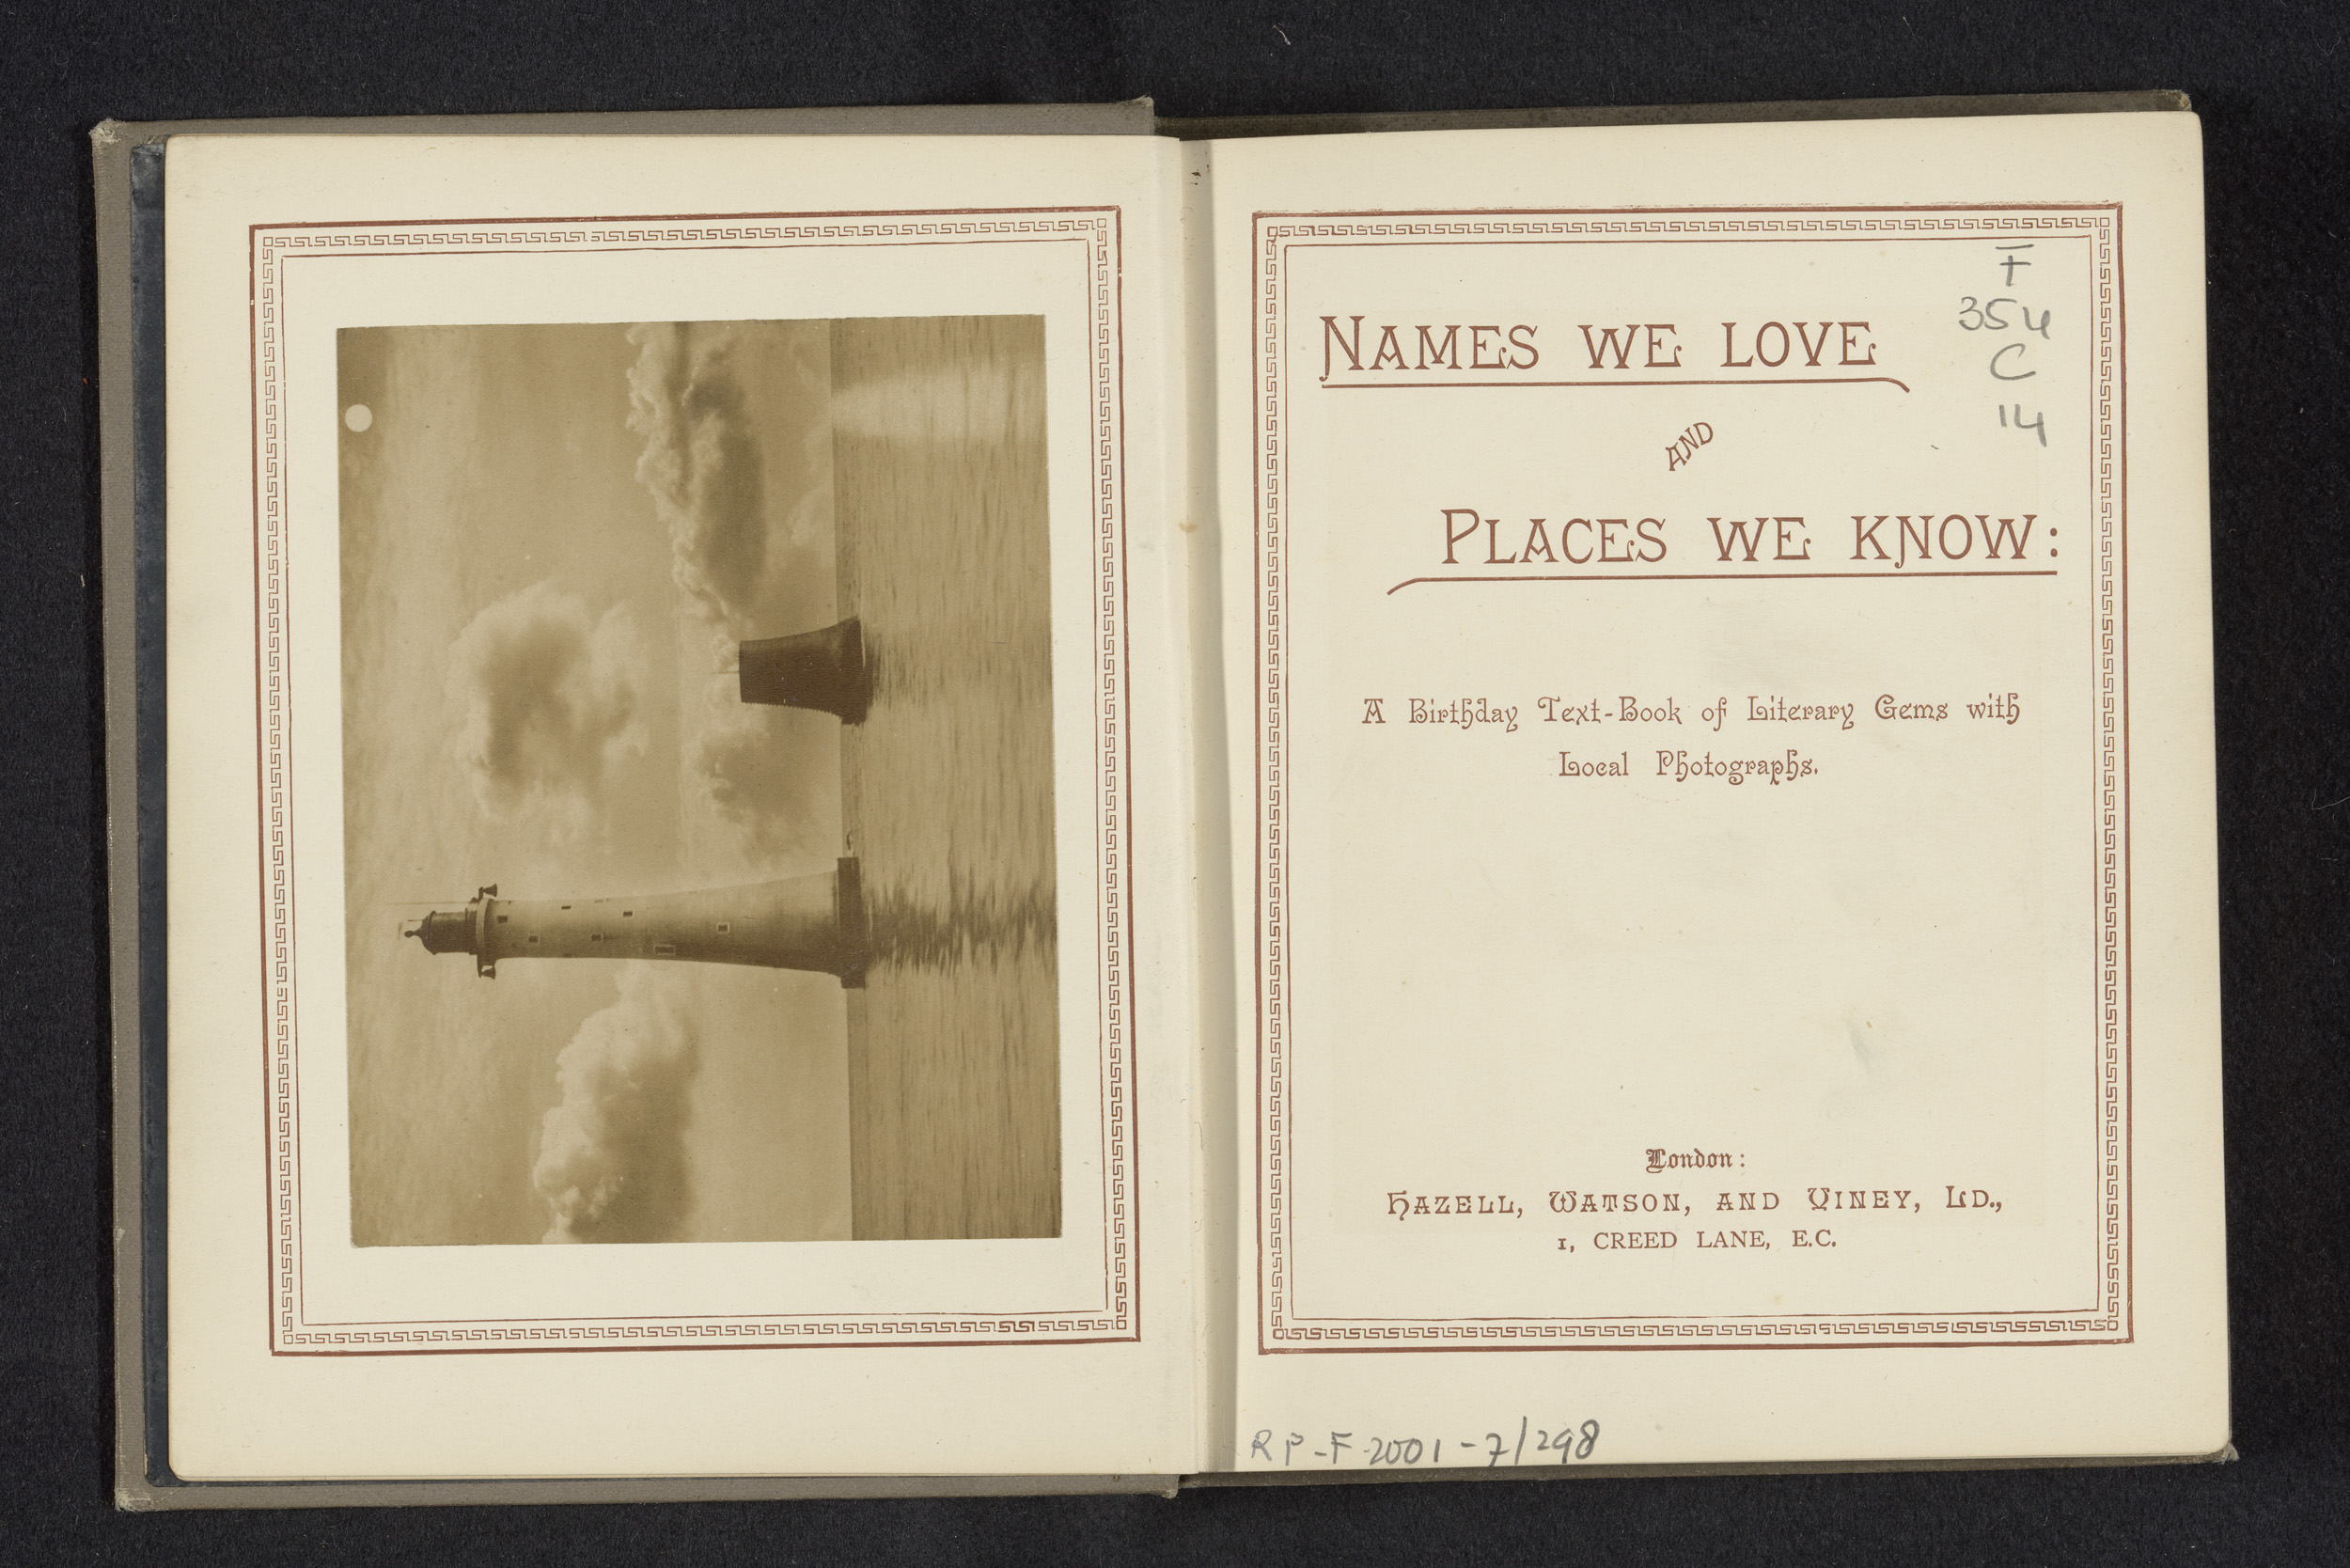 F
354
C
14
NAMES WE LOVE
AND
PLACES WE KNOW:
A Birthday Text-Book of Literary Gems with
Local Photographs.
London:
HAZELL, WATSON, AND VINEY, LD.,
1, CREED LANE, E.C.
RP-F-2001-7/298